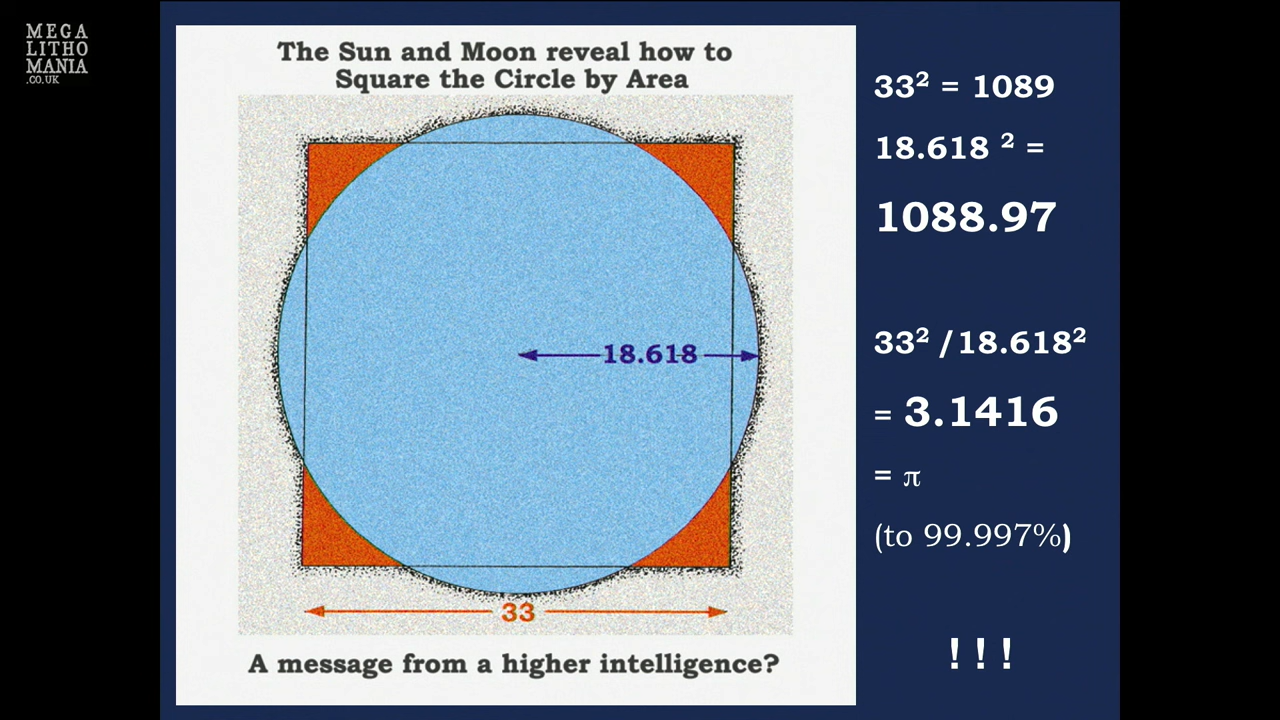 MEGA
LITHO
MANIA
.CO.UK
The Sun and Moon reveal how to
Square the Circle by Area
18.618
33
A message from a higher intelligence?
33² = 1089
18.618 ² =
1088.97
33² /18.618²
= 3.1416
= π
(to 99.997%)
! ! !